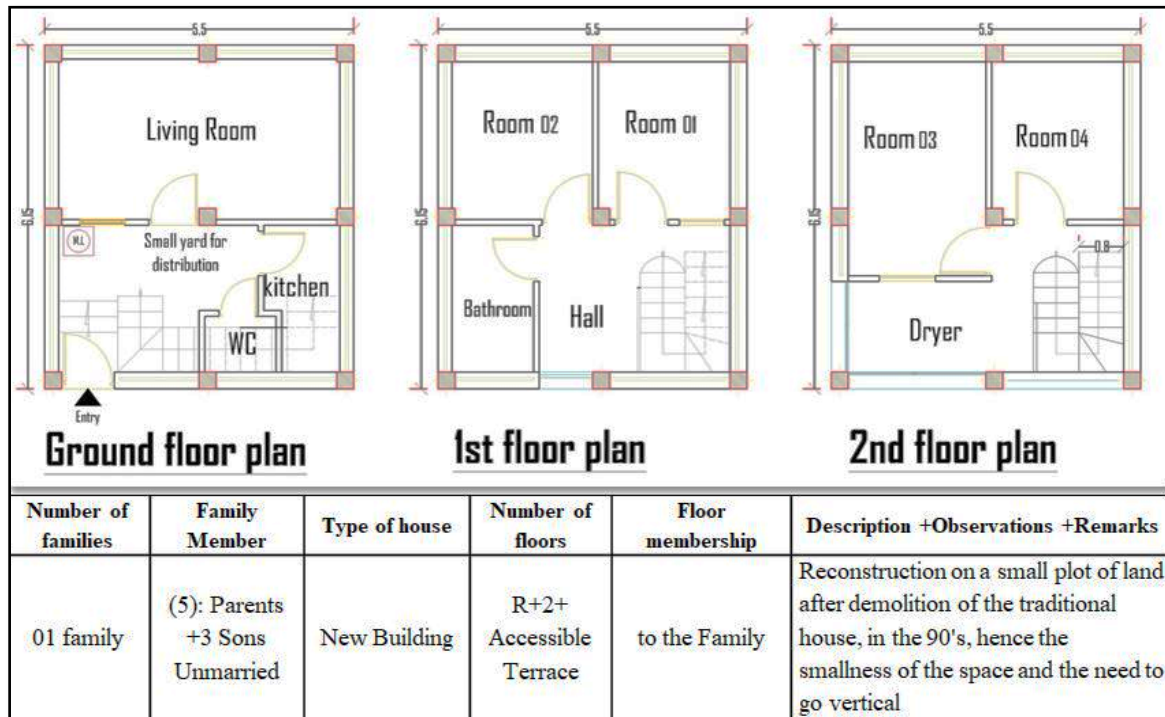 5.5
5.5
5.5
6.15
6.15
6.15
Living Room
M.L
Small yard for
distribution
kitchen
WC
Entry
Room 02
Room 01
Bathroom
Hall
Room 03
Room 04
0.8
Dryer
Ground floor plan
1st floor plan
2nd floor plan
Number of
families
Family
Member
Type of house
Number of
floors
Floor
membership
Description +Observations +Remarks
01 family
(5): Parents
+3 Sons
Unmarried
New Building
R+2+
Accessible
Terrace
to the Family
Reconstruction on a small plot of land
after demolition of the traditional
house, in the 90's, hence the
smallness of the space and the need to
go vertical